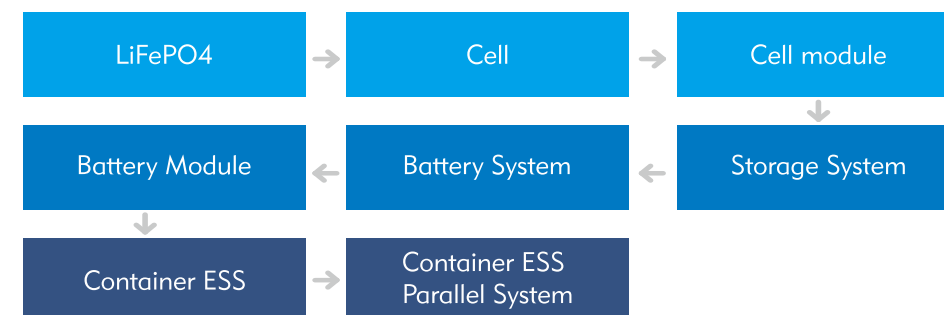 LiFePO4
Cell
Cell module
Battery Module
Battery System
Storage System
Container ESS
Container ESS
Parallel System